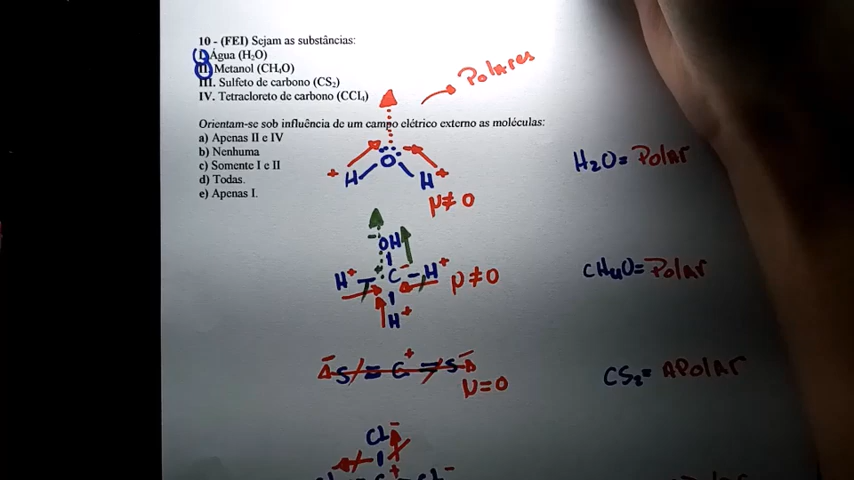 10 - (FEI) Sejam as substâncias:
I. Água (H₂O)
II. Metanol (CH₄O)
III. Sulfeto de carbono (CS₂)
IV. Tetracloreto de carbono (CCL₄)
Orientam-se sob influência de um campo elétrico externo as moléculas:
a) Apenas II e IV
b) Nenhuma
c) Somente I e II
d) Todas.
e) Apenas I.
Polares
O
+ H H +
μ≠0
H₂O= Polar
- OH
H⁺ - C - H⁺
H⁺
μ≠0
CH₄O= Polar
- S = C⁺ = S -
μ=0
CS₂= APolar
CL -
C⁺ CL -